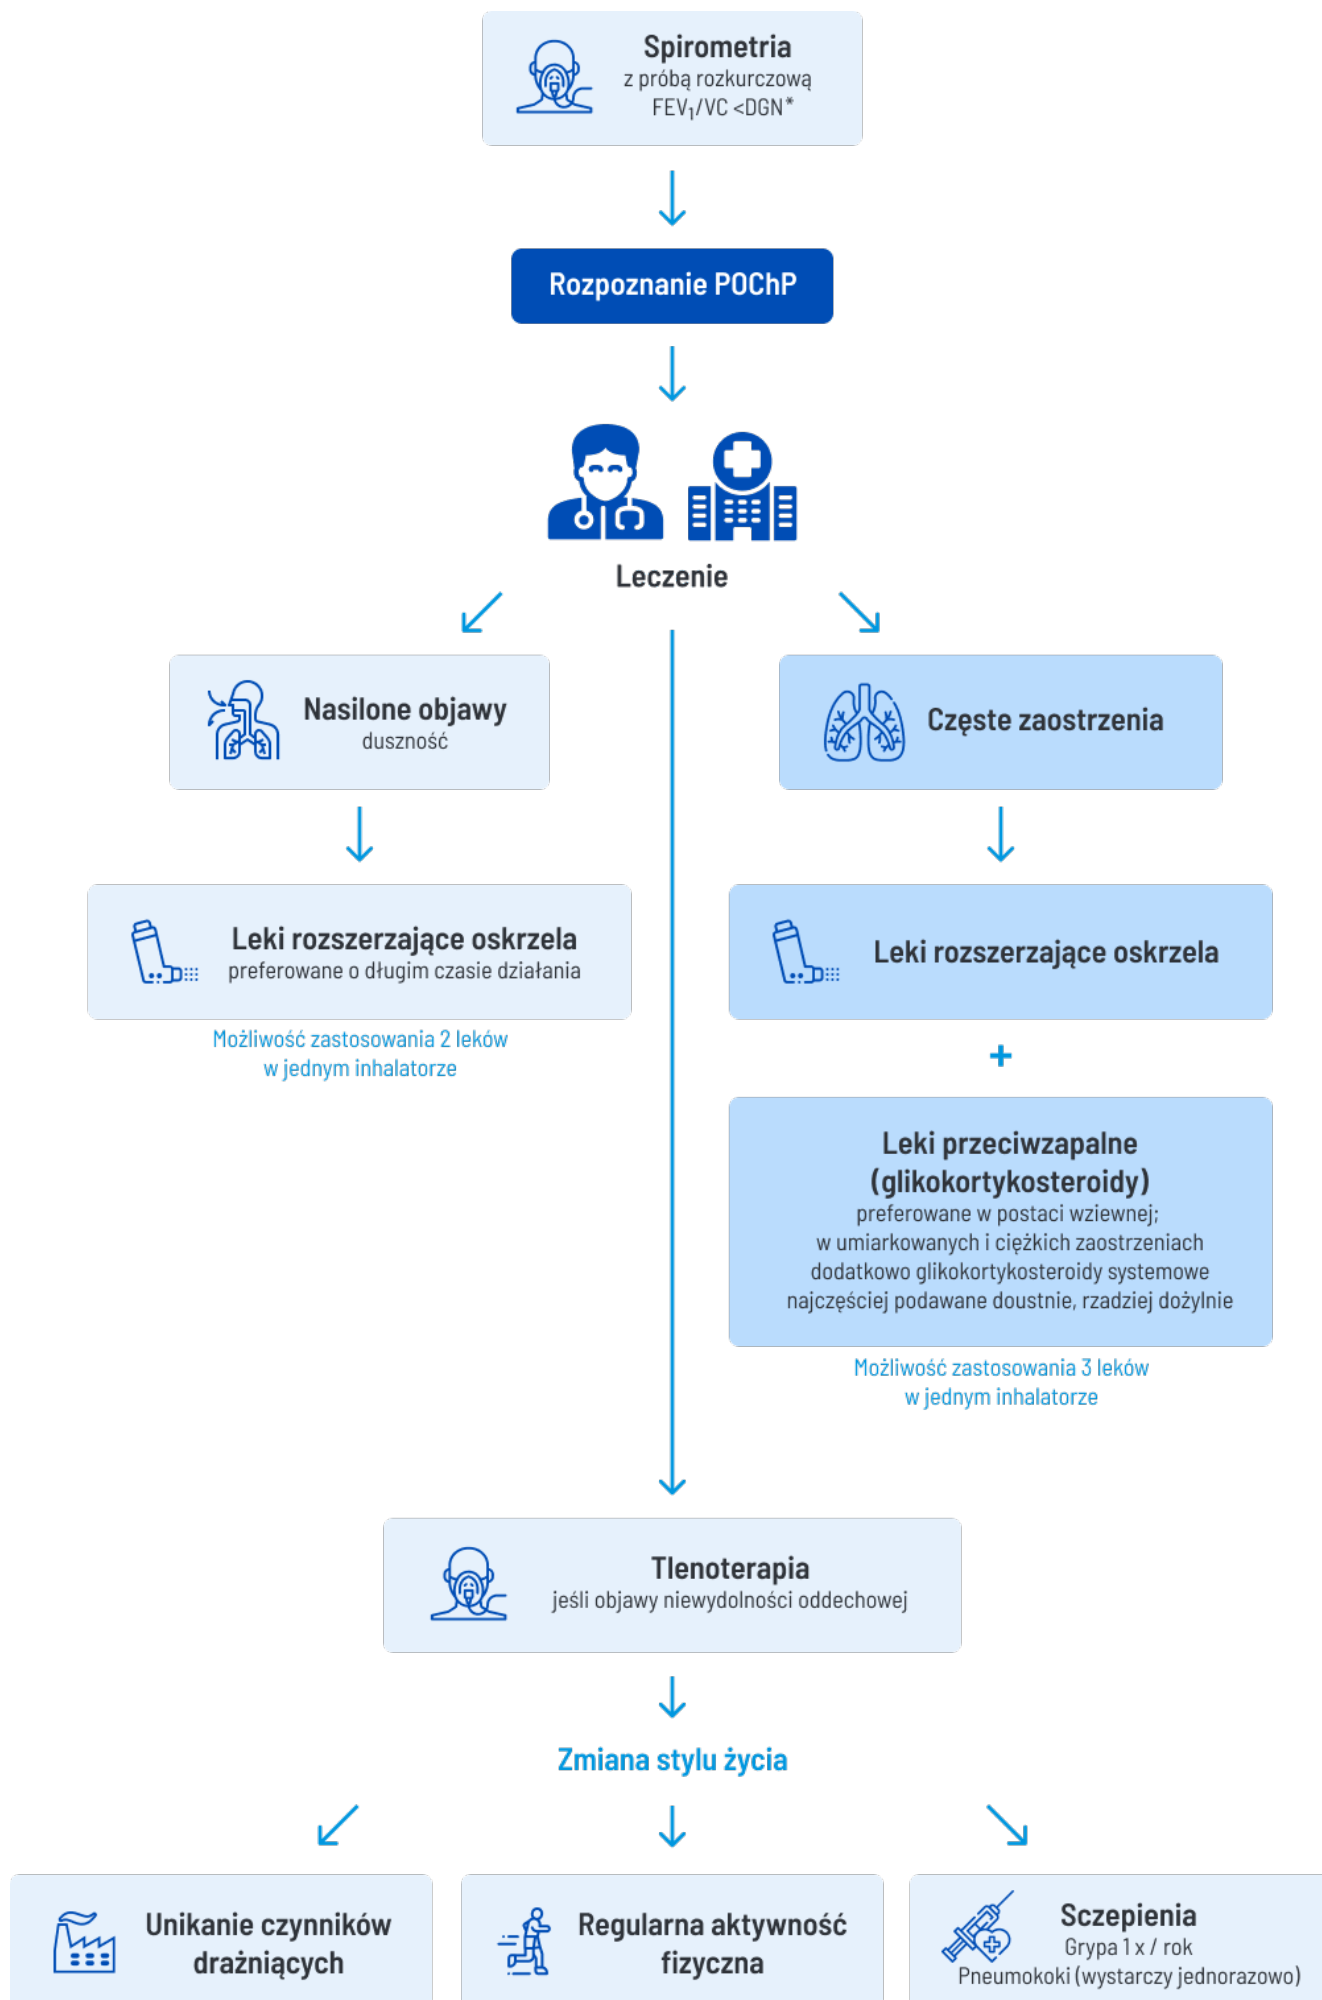 Spirometria
z próbą rozkurczową
FEV₁/VC <DGN*
Rozpoznanie POChP
Leczenie
Nasilone objawy
duszność
Częste zaostrzenia
Leki rozszerzające oskrzela
preferowane o długim czasie działania
Możliwość zastosowania 2 leków
w jednym inhalatorze
Leki rozszerzające oskrzela
+
Leki przeciwzapalne
(glikokortykosteroidy)
preferowane w postaci wziewnej;
w umiarkowanych i ciężkich zaostrzeniach
dodatkowo glikokortykosteroidy systemowe
najczęściej podawane doustnie, rzadziej dożylnie
Możliwość zastosowania 3 leków
w jednym inhalatorze
Tlenoterapia
jeśli objawy niewydolności oddechowej
Zmiana stylu życia
Unikanie czynników
drażniących
Regularna aktywność
fizyczna
Sczepienia
Grypa 1 x / rok
Pneumokoki (wystarczy jednorazowo)